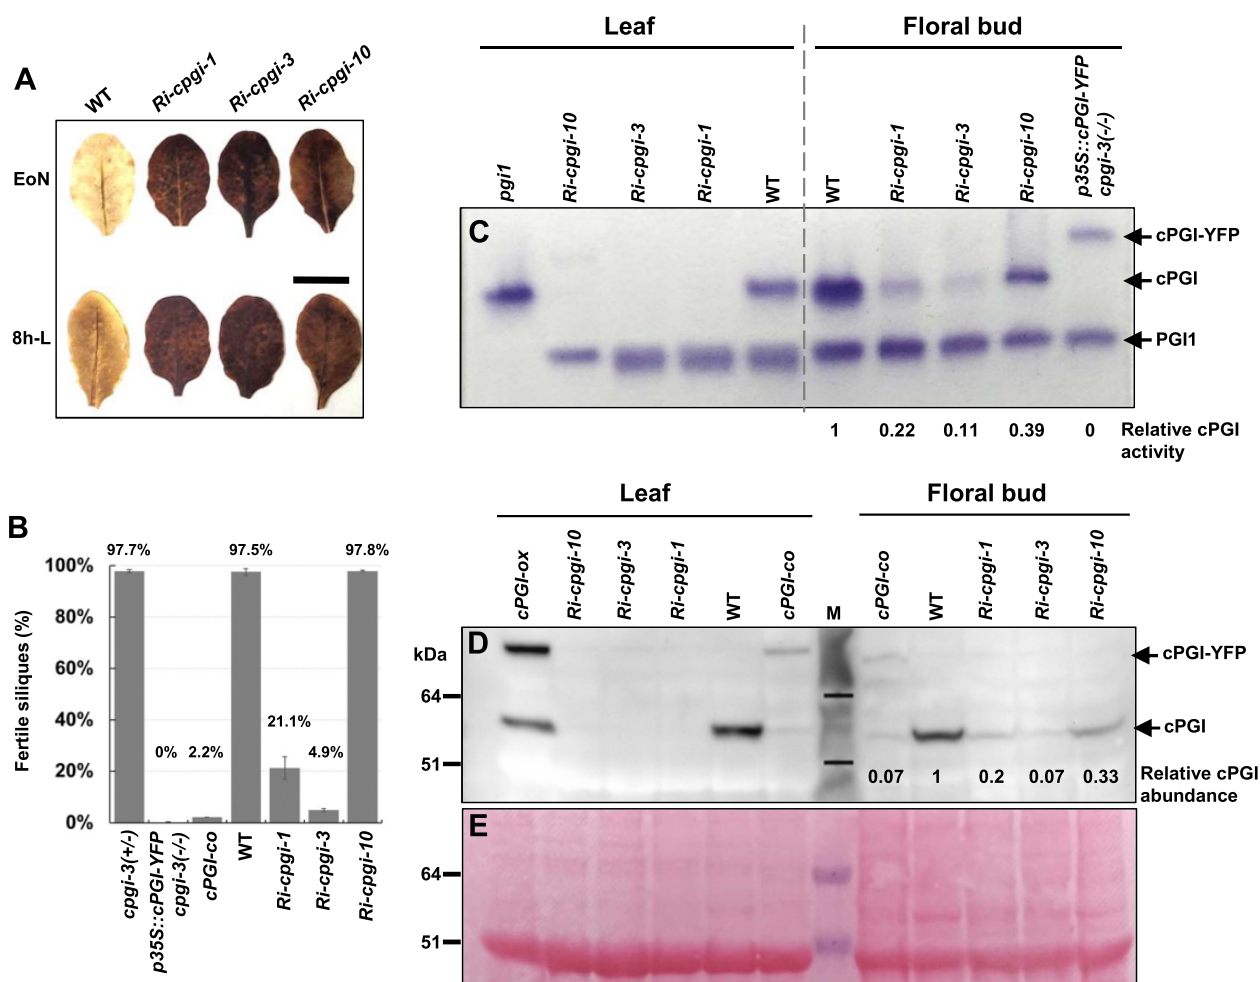 A
WT
Ri-cpgi-1
Ri-cpgi-3
Ri-cpgi-10
EoN
8h-L
B
Fertile siliques (%)
100%
80%
60%
40%
20%
0%
97.7%
0%
2.2%
97.5%
21.1%
4.9%
97.8%
cpgi-3(+/-)
p35S::cPGI-YFP
cpgi-3(-/-)
cPGI-co
WT
Ri-cpgi-1
Ri-cpgi-3
Ri-cpgi-10
Leaf
Floral bud
pgi1
Ri-cpgi-10
Ri-cpgi-3
Ri-cpgi-1
WT
WT
Ri-cpgi-1
Ri-cpgi-3
Ri-cpgi-10
p35S::cPGI-YFP
cpgi-3(-/-)
C
cPGI-YFP
cPGI
PGI1
1 0.22 0.11 0.39 0 Relative cPGI
activity
Leaf
Floral bud
cPGI-ox
Ri-cpgi-10
Ri-cpgi-3
Ri-cpgi-1
WT
cPGI-co
M
cPGI-co
WT
Ri-cpgi-1
Ri-cpgi-3
Ri-cpgi-10
D
kDa
64
51
cPGI-YFP
cPGI
0.07 1 0.2 0.07 0.33 Relative cPGI
abundance
E
64
51